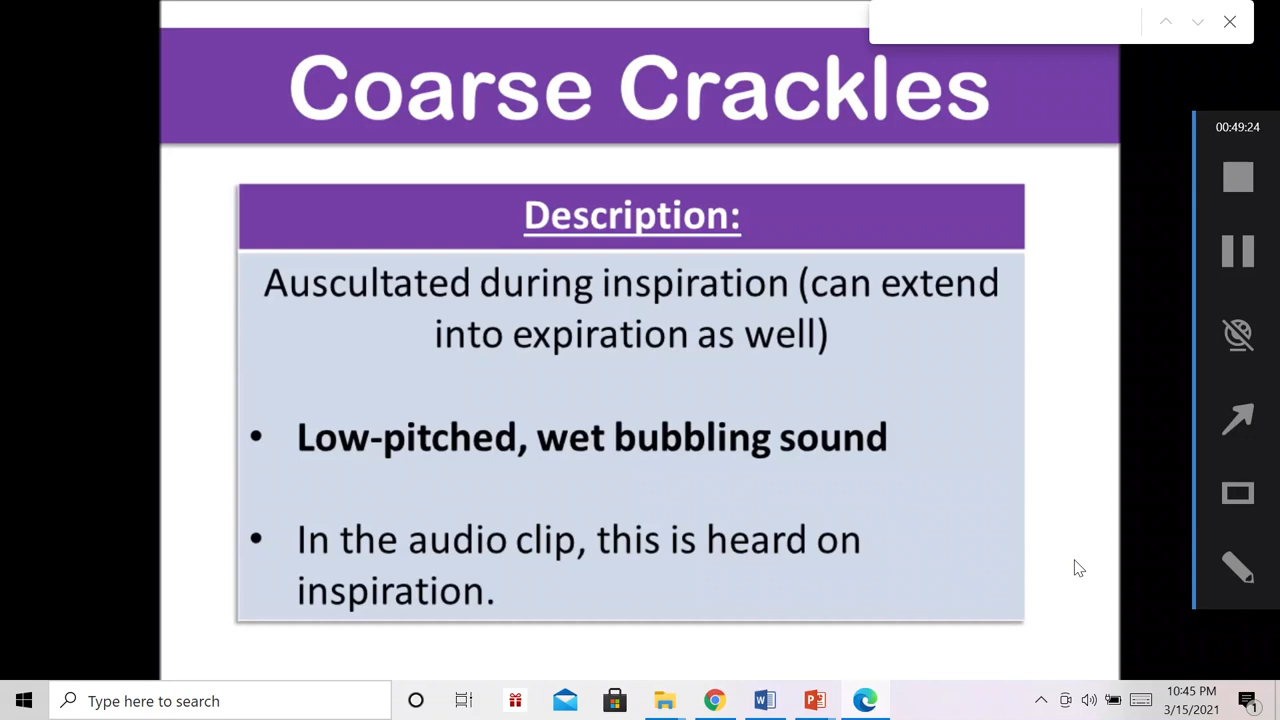 Coarse Crackles
00:49:24
Description:
Auscultated during inspiration (can extend
into expiration as well)
• Low-pitched, wet bubbling sound
• In the audio clip, this is heard on
inspiration.
Type here to search
10:45 PM
3/15/2021
1